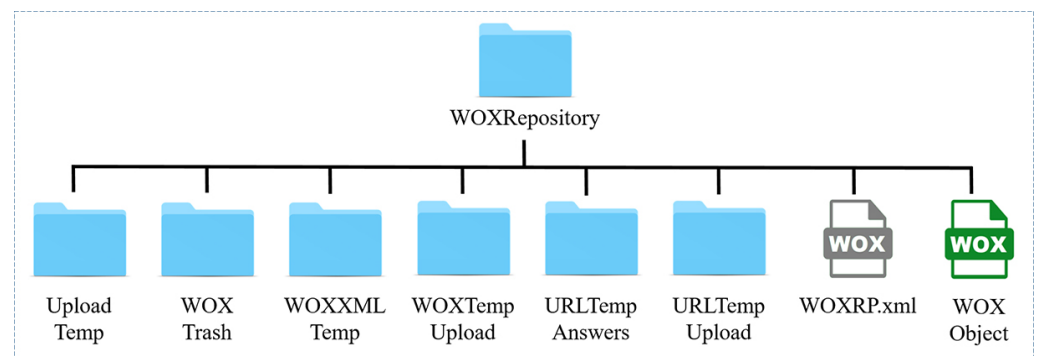 WOXRepository
WOX
WOX
Upload
Temp
WOX
Trash
WOXXML
Temp
WOXTemp
Upload
URLTemp
Answers
URLTemp
Upload
WOXRP.xml
WOX
Object